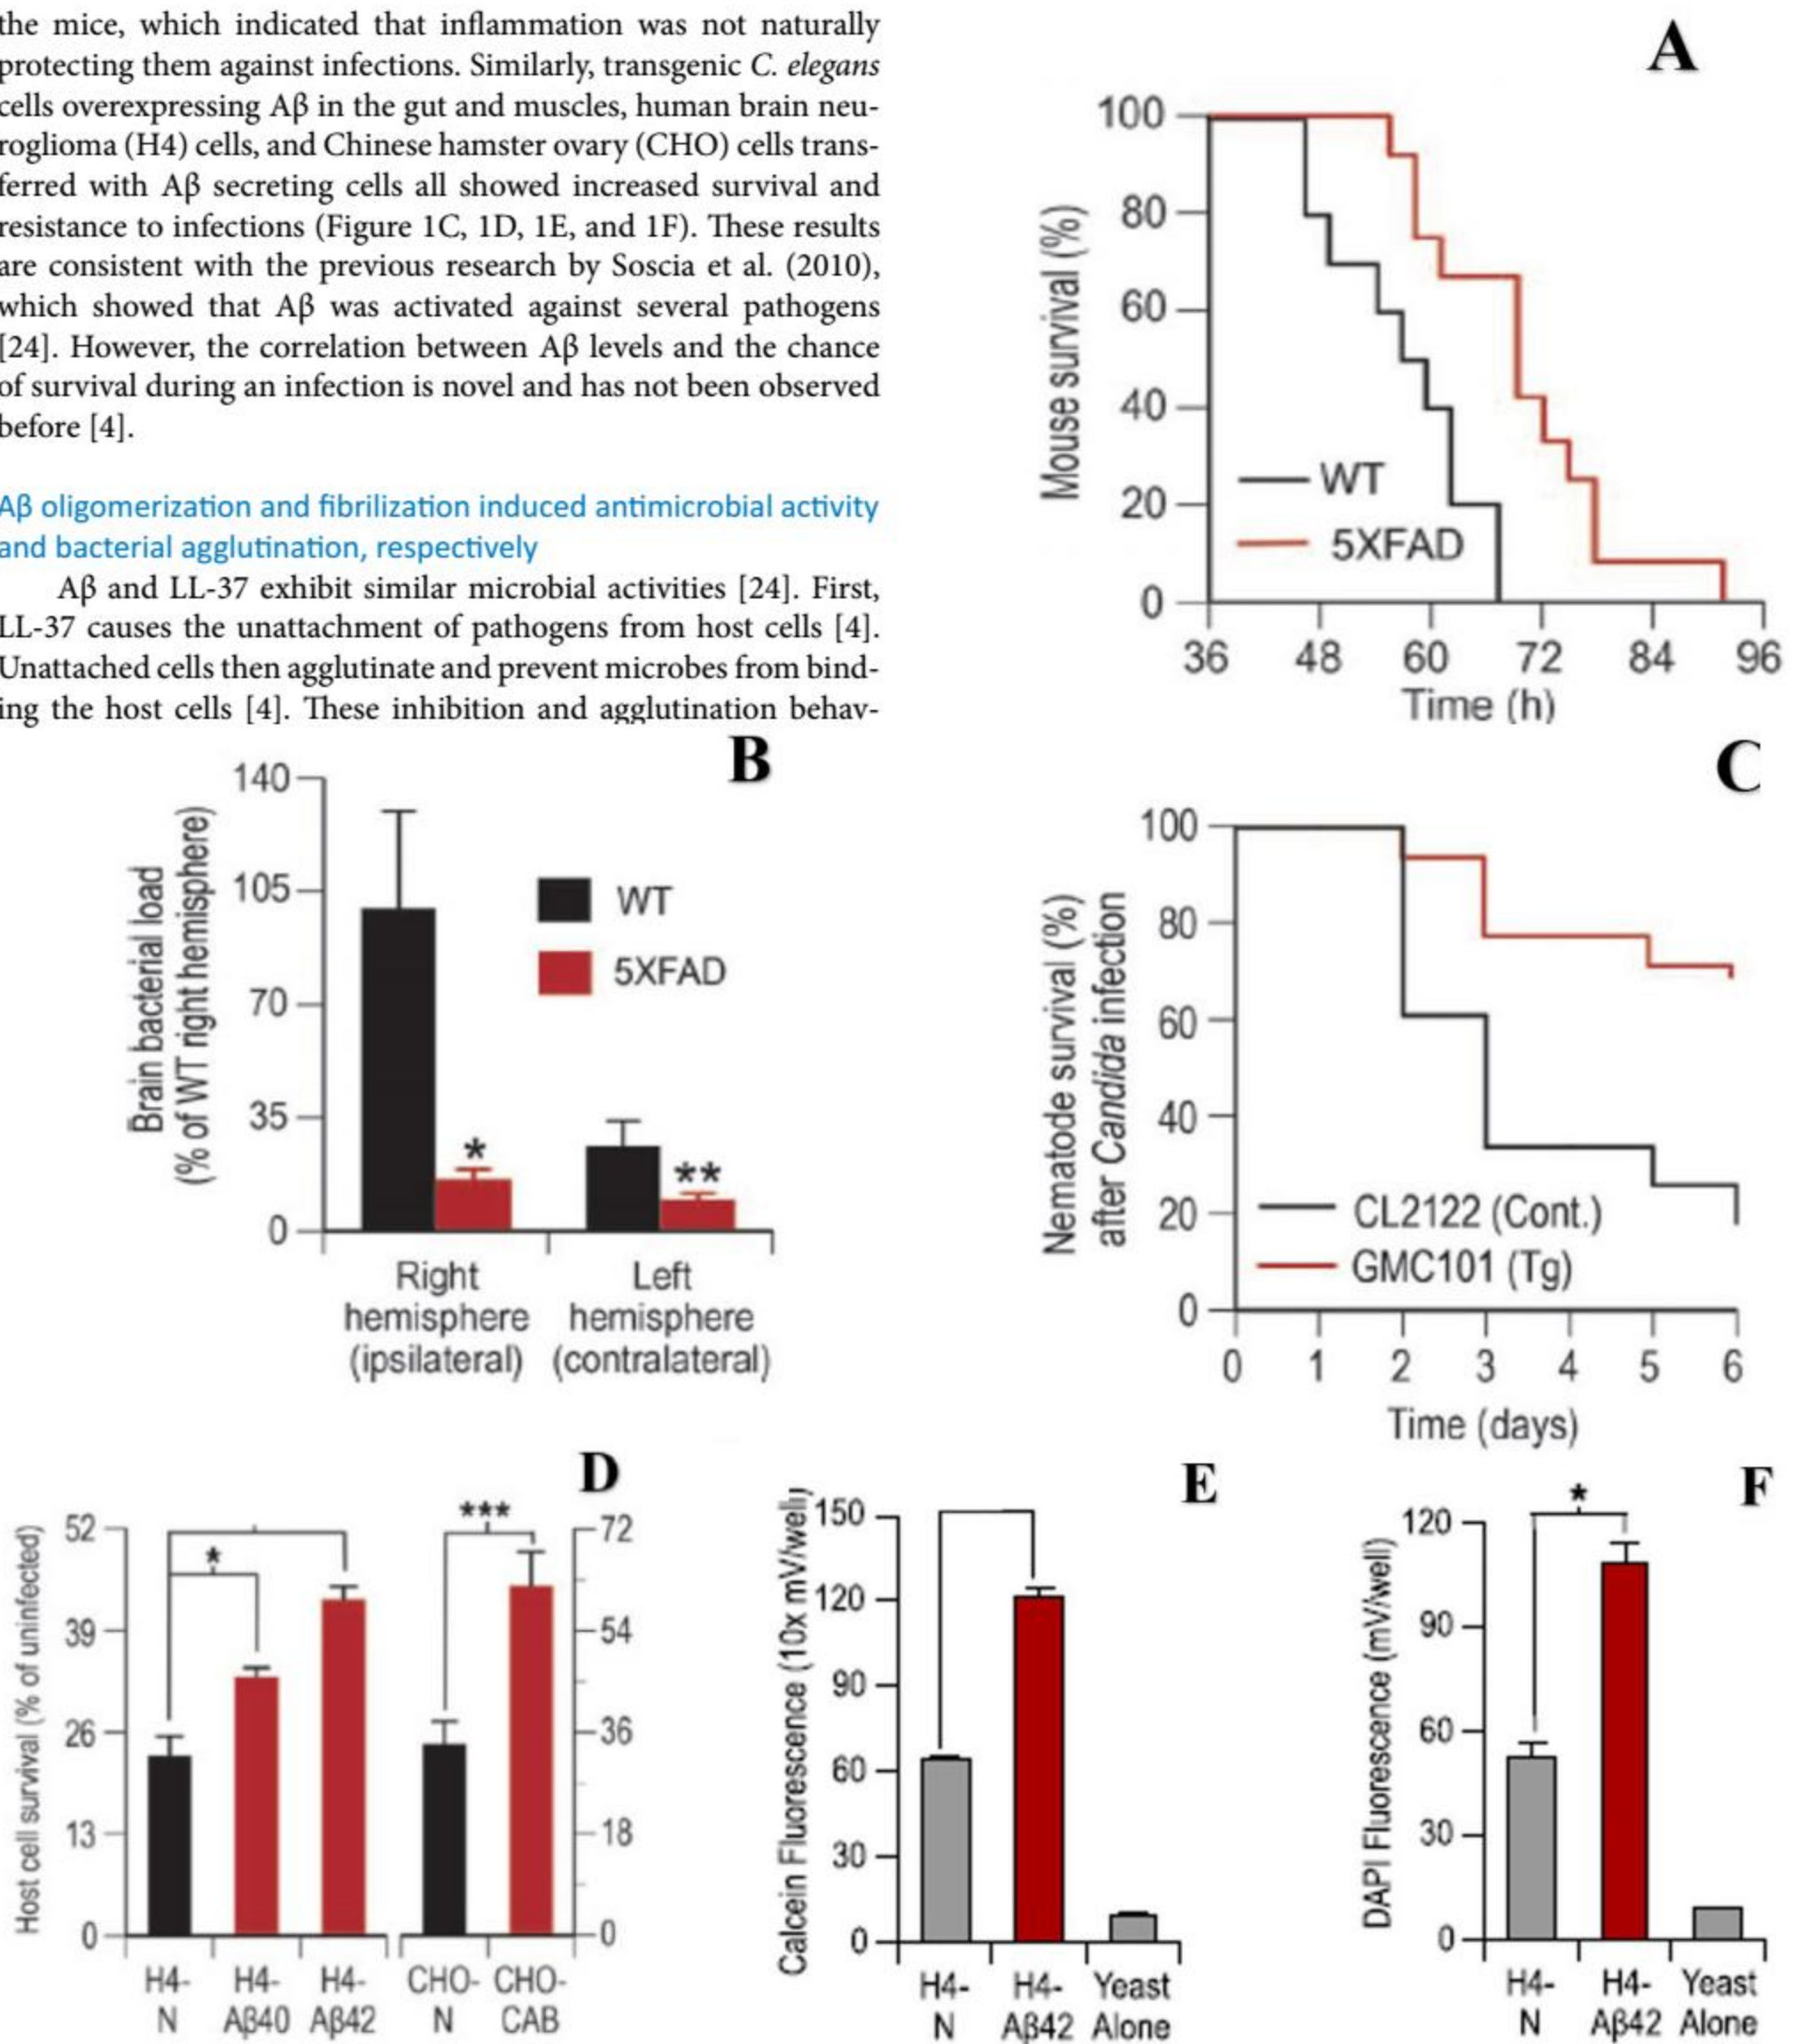 the mice, which indicated that inflammation was not naturally
protecting them against infections. Similarly, transgenic C. elegans
cells overexpressing Aβ in the gut and muscles, human brain neu-
roglioma (H4) cells, and Chinese hamster ovary (CHO) cells trans-
ferred with Aβ secreting cells all showed increased survival and
resistance to infections (Figure 1C, 1D, 1E, and 1F). These results
are consistent with the previous research by Soscia et al. (2010),
which showed that Aβ was activated against several pathogens
[24]. However, the correlation between Aβ levels and the chance
of survival during an infection is novel and has not been observed
before [4].
Aβ oligomerization and fibrilization induced antimicrobial activity
and bacterial agglutination, respectively
Aβ and LL-37 exhibit similar microbial activities [24]. First,
LL-37 causes the unattachment of pathogens from host cells [4].
Unattached cells then agglutinate and prevent microbes from bind-
ing the host cells [4]. These inhibition and agglutination behav-
A
Mouse survival (%)
100
80
60
40
20
0
WT
5XFAD
36 48 60 72 84 96
Time (h)
B
Brain bacterial load
(% of WT right hemisphere)
140
105
70
35
0
WT
5XFAD
*
**
Right
hemisphere
(ipsilateral)
Left
hemisphere
(contralateral)
C
Nematode survival (%)
after Candida infection
100
80
60
40
20
0
CL2122 (Cont.)
GMC101 (Tg)
0 1 2 3 4 5 6
Time (days)
D
Host cell survival (% of uninfected)
52
39
26
13
0
*
***
72
54
36
18
0
H4-
N
H4-
Aβ40
H4-
Aβ42
CHO-
N
CHO-
CAB
E
Calcein Fluorescence (10x mV/well)
150
120
90
60
30
0
H4-
N
H4-
Aβ42
Yeast
Alone
F
DAPI Fluorescence (mV/well)
120
90
60
30
0
*
H4-
N
H4-
Aβ42
Yeast
Alone